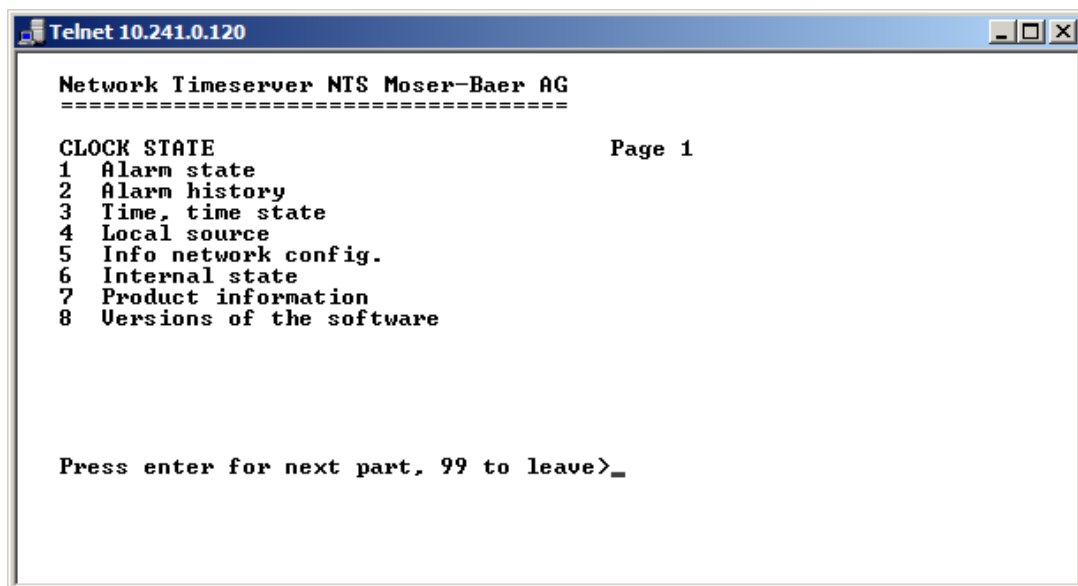 Telnet 10.241.0.120
Network Timeserver NTS Moser-Baer AG
====================================
CLOCK STATE Page 1
1 Alarm state
2 Alarm history
3 Time, time state
4 Local source
5 Info network config.
6 Internal state
7 Product information
8 Versions of the software
Press enter for next part, 99 to leave>_